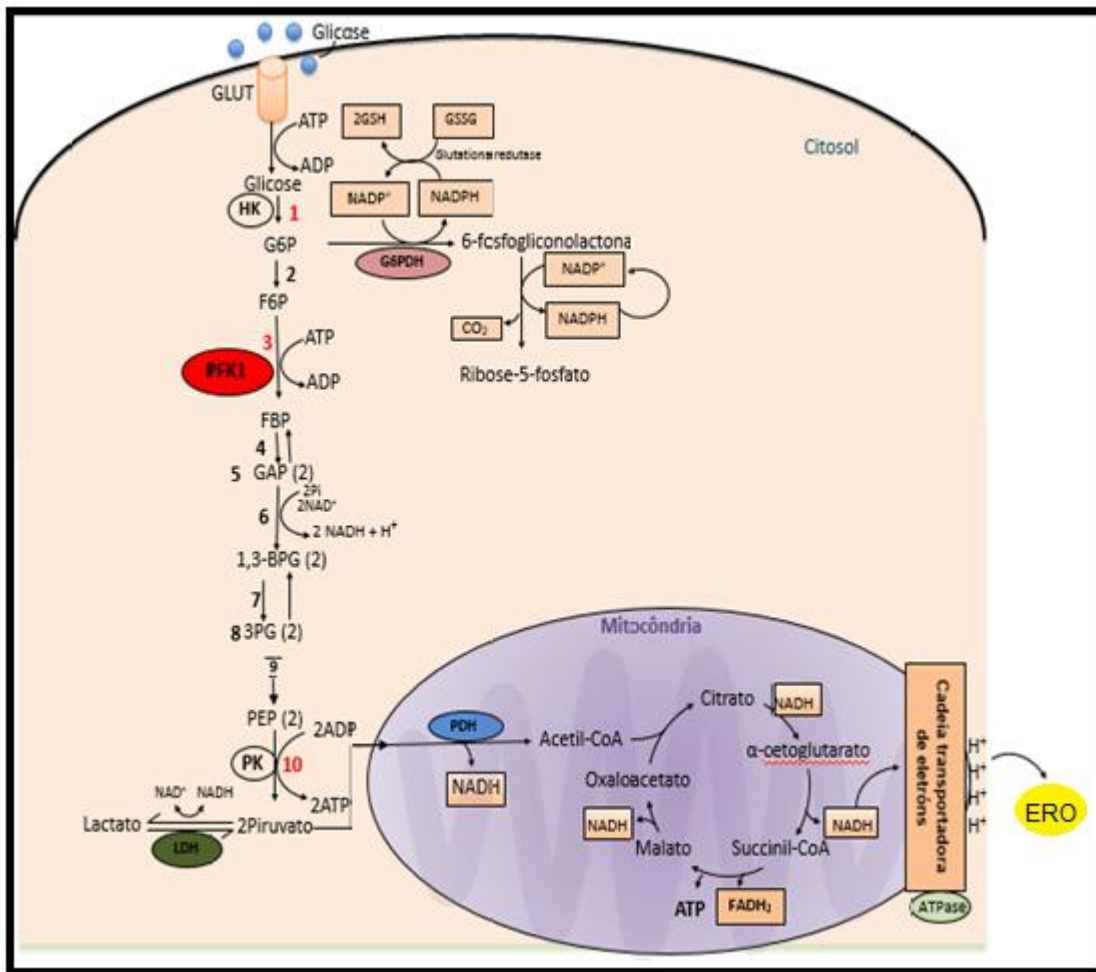 Glicose
GLUT
ATP
ADP
Glicose
HK
1
G6P
2
F6P
3
ATP
PFK1
ADP
FBP
4
5 GAP (2)
2Pi
2NAD⁺
6
2 NADH + H⁺
1,3-BPG (2)
7
8 3PG (2)
9
PEP (2)
2ADP
PK
10
2ATP
NAD⁺ NADH
Lactato
2Piruvato
LDH
2GSH
GSSG
Glutationa redutase
NADP⁺
NADPH
G6PDH
6-fosfogliconolactona
NADP⁺
NADPH
CO₂
Ribose-5-fosfato
Citosol
Mitocôndria
PDH
NADH
Acetil-CoA
Citrato
NADH
α-cetoglutarato
Oxaloacetato
NADH
Malato
Succinil-CoA
NADH
ATP
FADH₂
Cadeia transportadora
de eletróns
H⁺
H⁺
H⁺
H⁺
ATPase
ERO